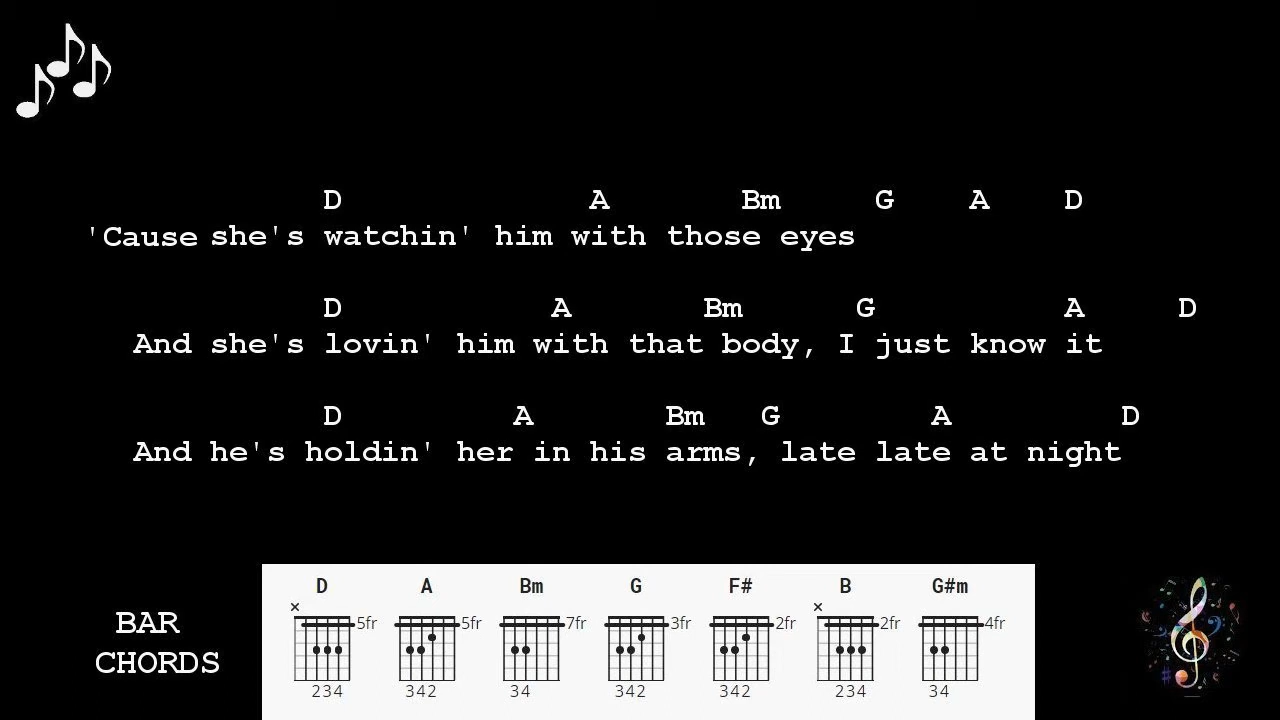 D A Bm G A D
'Cause she's watchin' him with those eyes
D A Bm G A D
And she's lovin' him with that body, I just know it
D A Bm G A D
And he's holdin' her in his arms, late late at night
BAR
CHORDS
D A Bm G F# B G#m
× ×
5fr 5fr 7fr 3fr 2fr 2fr 4fr
234 342 34 342 342 234 34